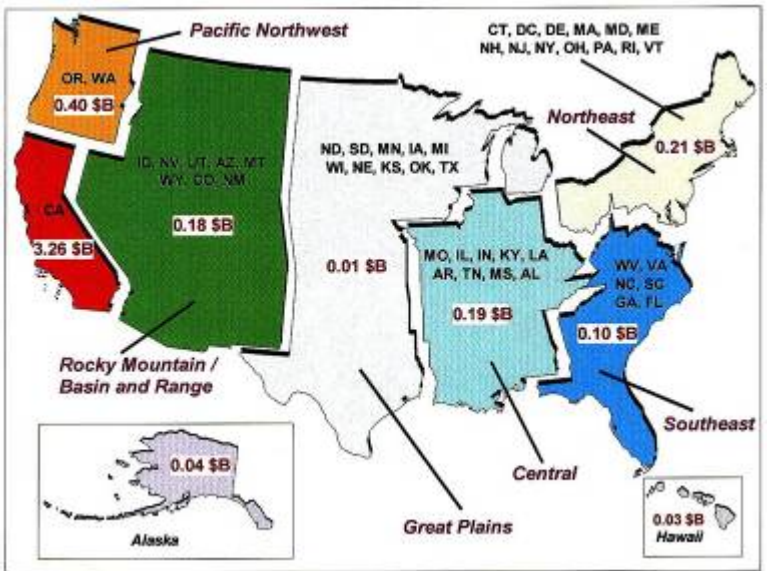 Pacific Northwest
CT, DC, DE, MA, MD, ME
NH, NJ, NY, OH, PA, RI, VT
OR, WA
0.40 $B
Northeast
0.21 $B
ID, NV, UT, AZ, MT
WY, CO, NM
0.18 $B
ND, SD, MN, IA, MI
WI, NE, KS, OK, TX
0.01 $B
CA
3.26 $B
MO, IL, IN, KY, LA
AR, TN, MS, AL
0.19 $B
WV, VA
NC, SC
GA, FL
0.10 $B
Rocky Mountain /
Basin and Range
Southeast
Central
Great Plains
0.04 $B
Alaska
0.03 $B
Hawaii